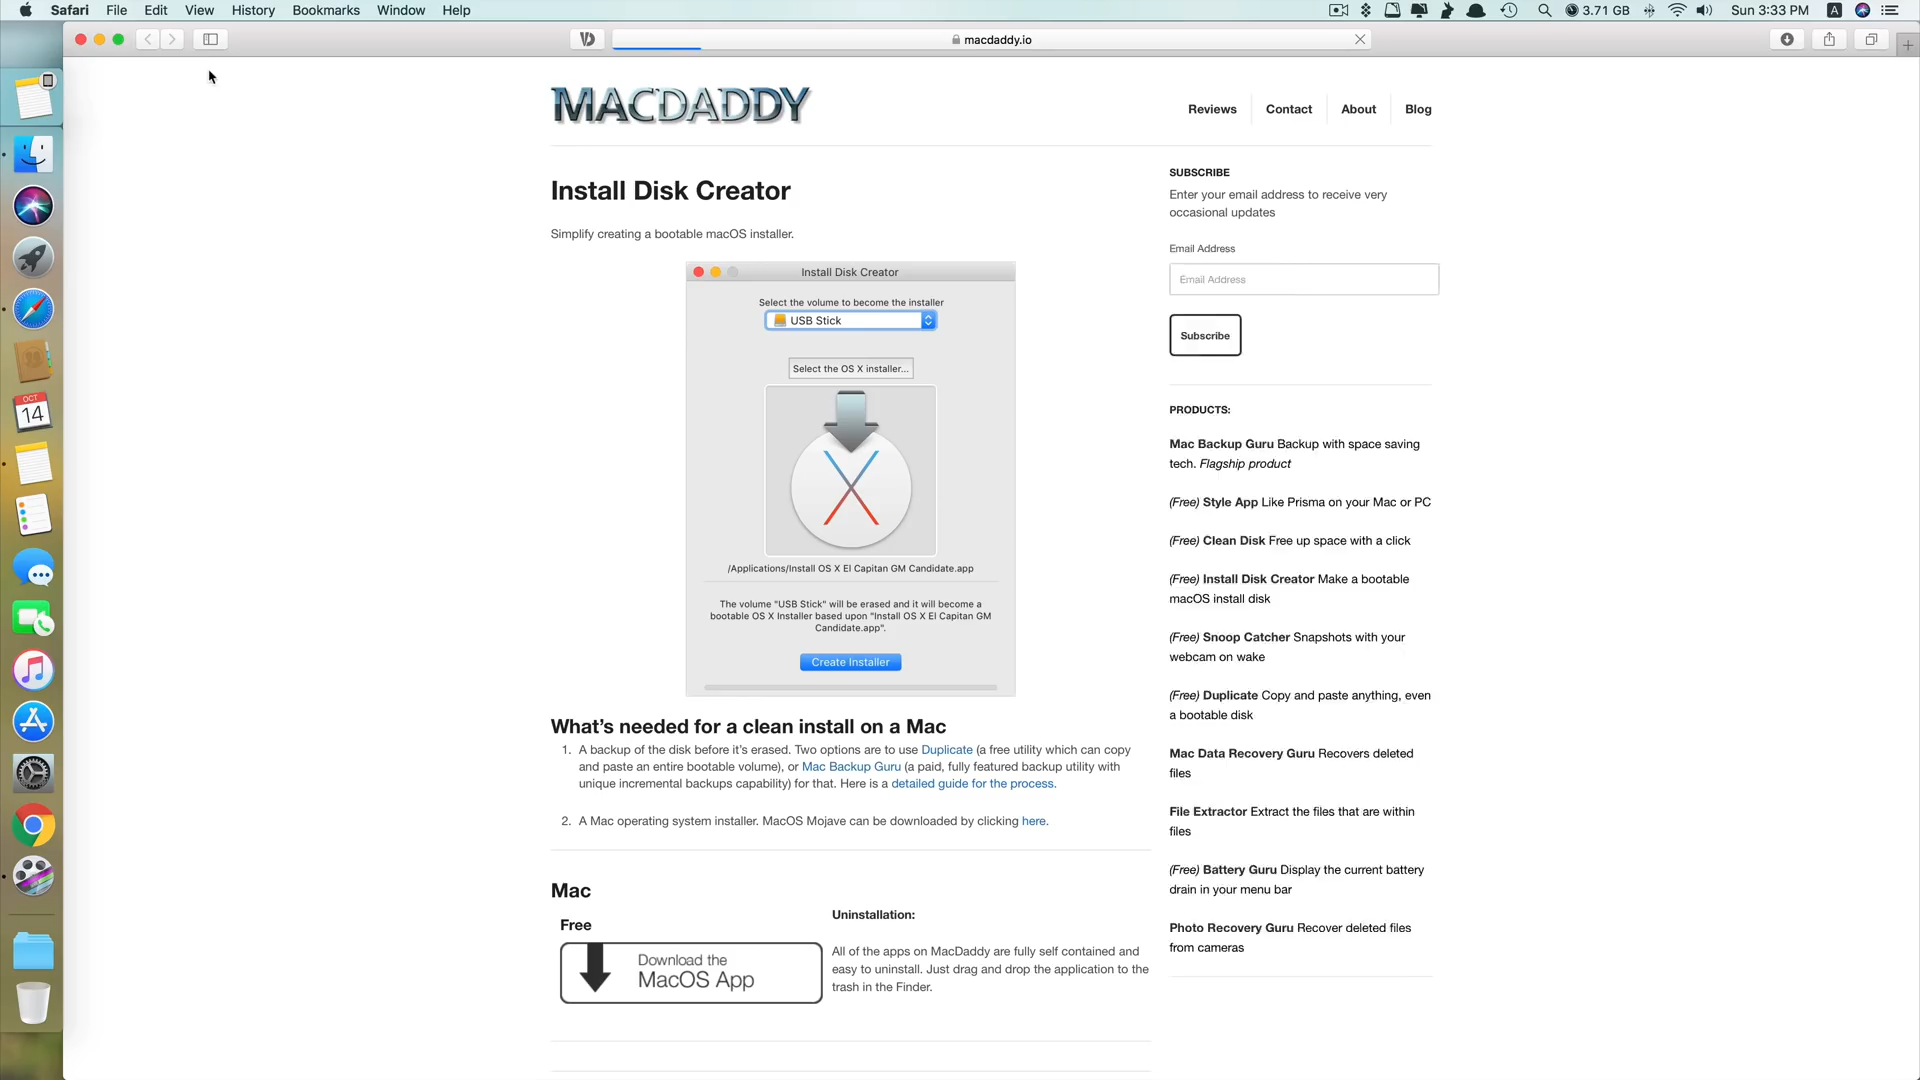 Safari File Edit View History Bookmarks Window Help
3.71 GB Sun 3:33 PM A
macdaddy.io
MACDADDY
Reviews Contact About Blog
Install Disk Creator
Simplify creating a bootable macOS installer.
Install Disk Creator
Select the volume to become the installer
USB Stick
Select the OS X installer...
/Applications/Install OS X El Capitan GM Candidate.app
The volume "USB Stick" will be erased and it will become a
bootable OS X Installer based upon "Install OS X El Capitan GM
Candidate.app".
Create Installer
What's needed for a clean install on a Mac
1. A backup of the disk before it's erased. Two options are to use Duplicate (a free utility which can copy
and paste an entire bootable volume), or Mac Backup Guru (a paid, fully featured backup utility with
unique incremental backups capability) for that. Here is a detailed guide for the process.
2. A Mac operating system installer. MacOS Mojave can be downloaded by clicking here.
Mac
Free
Download the
MacOS App
Uninstallation:
All of the apps on MacDaddy are fully self contained and
easy to uninstall. Just drag and drop the application to the
trash in the Finder.
SUBSCRIBE
Enter your email address to receive very
occasional updates
Email Address
Email Address
Subscribe
PRODUCTS:
Mac Backup Guru Backup with space saving
tech. Flagship product
(Free) Style App Like Prisma on your Mac or PC
(Free) Clean Disk Free up space with a click
(Free) Install Disk Creator Make a bootable
macOS install disk
(Free) Snoop Catcher Snapshots with your
webcam on wake
(Free) Duplicate Copy and paste anything, even
a bootable disk
Mac Data Recovery Guru Recovers deleted
files
File Extractor Extract the files that are within
files
(Free) Battery Guru Display the current battery
drain in your menu bar
Photo Recovery Guru Recover deleted files
from cameras
OCT
14